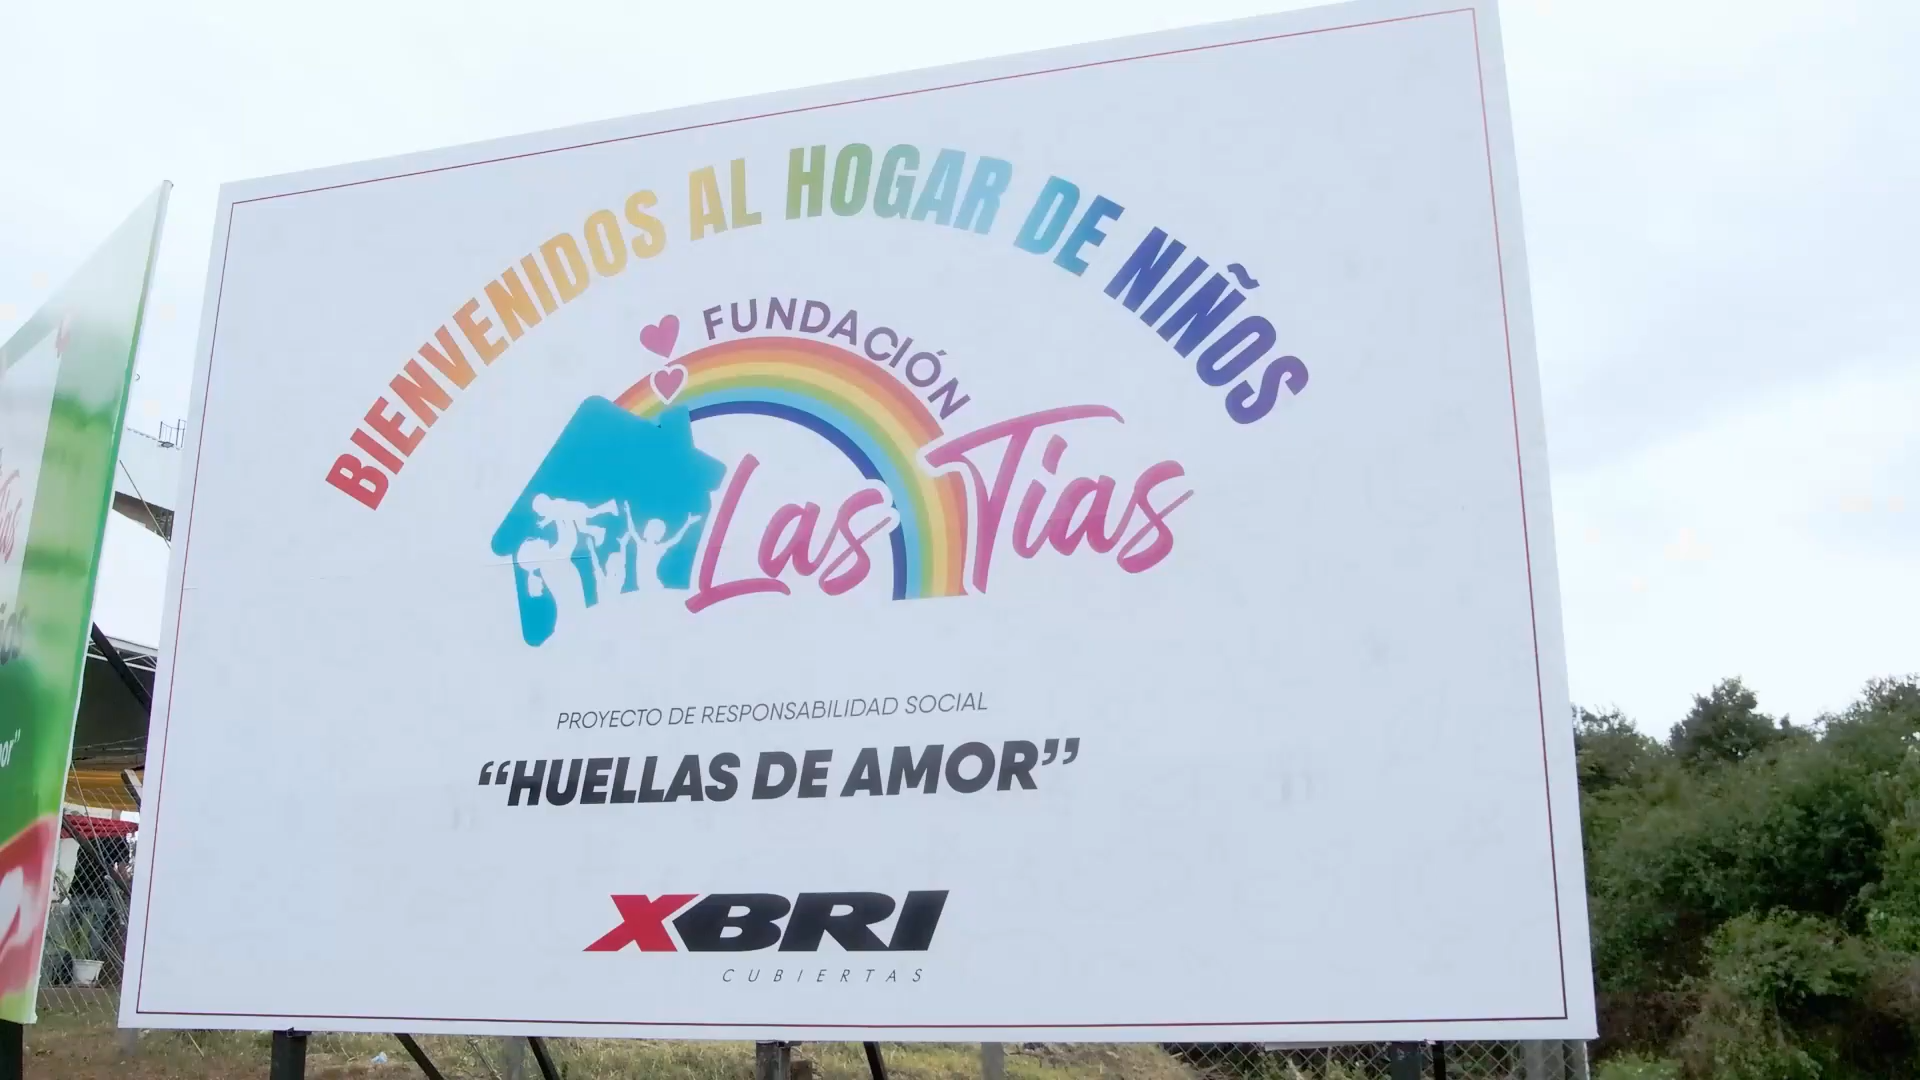 BIENVENIDOS AL HOGAR DE NIÑOS
FUNDACIÓN
Las Tias
PROYECTO DE RESPONSABILIDAD SOCIAL
“HUELLAS DE AMOR”
XBRI
CUBIERTAS